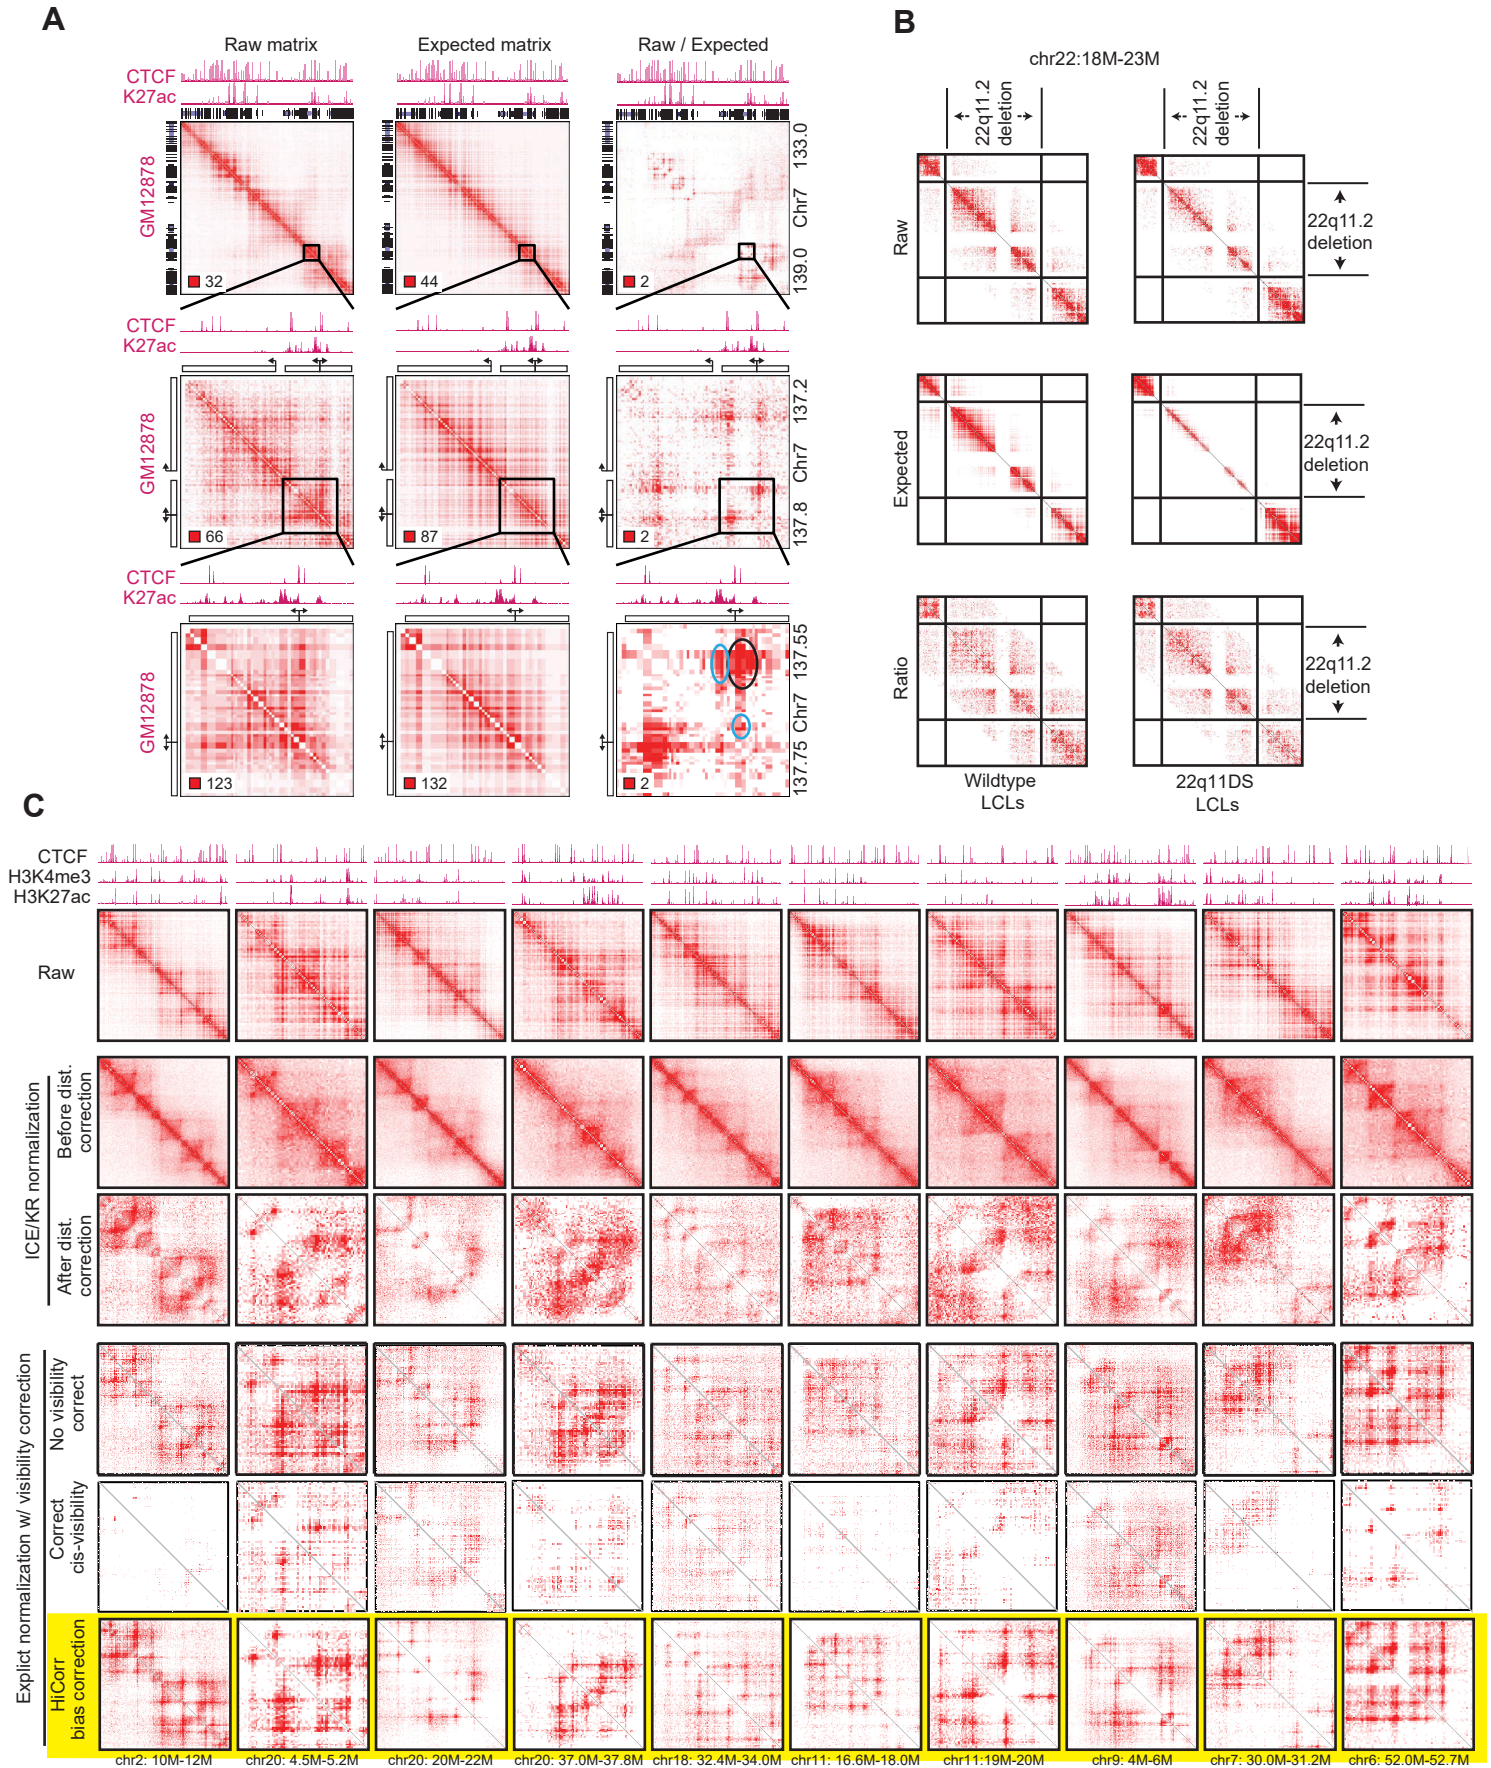 A
Raw matrix
Expected matrix
Raw / Expected
CTCF
K27ac
GM12878
32
44
2
133.0
Chr7
139.0
CTCF
K27ac
GM12878
66
87
2
137.2
Chr7
137.8
CTCF
K27ac
GM12878
123
132
2
137.55
Chr7
137.75
B
chr22:18M-23M
22q11.2
deletion
22q11.2
deletion
Raw
22q11.2
deletion
Expected
22q11.2
deletion
Ratio
22q11.2
deletion
Wildtype
LCLs
22q11DS
LCLs
C
CTCF
H3K4me3
H3K27ac
Raw
ICE/KR normalization
Before dist.
correction
After dist.
correction
Explict normalization w/ visibility correction
No visibility
correct
Correct
cis-visibility
HiCorr
bias correction
chr2: 10M-12M
chr20: 4.5M-5.2M
chr20: 20M-22M
chr20: 37.0M-37.8M
chr18: 32.4M-34.0M
chr11: 16.6M-18.0M
chr11:19M-20M
chr9: 4M-6M
chr7: 30.0M-31.2M
chr6: 52.0M-52.7M